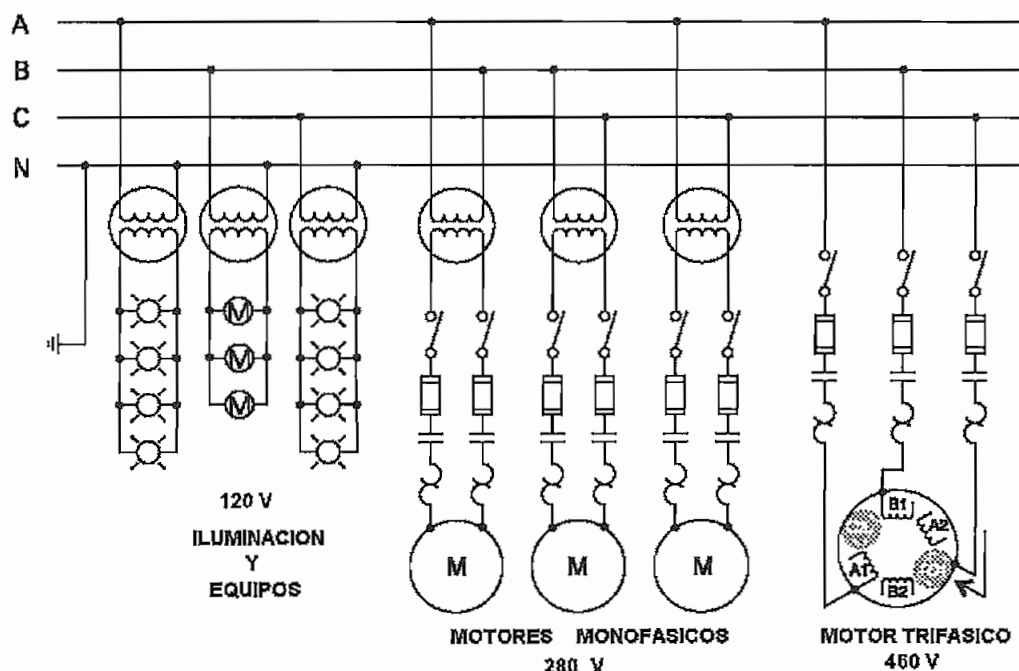 A
B
C
N
M
M
M
120 V
ILUMINACION
Y
EQUIPOS
M
M
M
MOTORES MONOFASICOS
280 V
B1
A2
A1
B2
MOTOR TRIFASICO
460 V